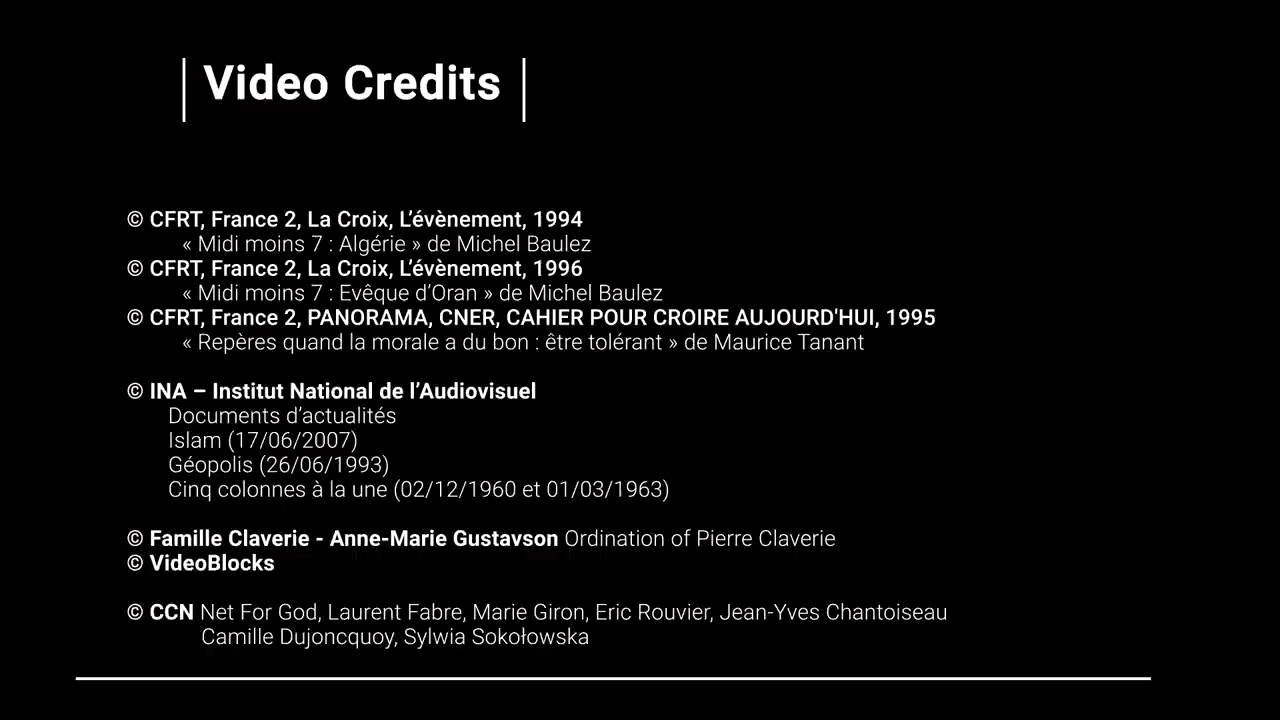 Video Credits
© CFRT, France 2, La Croix, L’évènement, 1994
« Midi moins 7 : Algérie » de Michel Baulez
© CFRT, France 2, La Croix, L’évènement, 1996
« Midi moins 7 : Evêque d’Oran » de Michel Baulez
© CFRT, France 2, PANORAMA, CNER, CAHIER POUR CROIRE AUJOURD'HUI, 1995
« Repères quand la morale a du bon : être tolérant » de Maurice Tanant
© INA – Institut National de l’Audiovisuel
Documents d’actualités
Islam (17/06/2007)
Géopolis (26/06/1993)
Cinq colonnes à la une (02/12/1960 et 01/03/1963)
© Famille Claverie - Anne-Marie Gustavson Ordination of Pierre Claverie
© VideoBlocks
© CCN Net For God, Laurent Fabre, Marie Giron, Eric Rouvier, Jean-Yves Chantoiseau
Camille Dujoncquoy, Sylwia Sokołowska